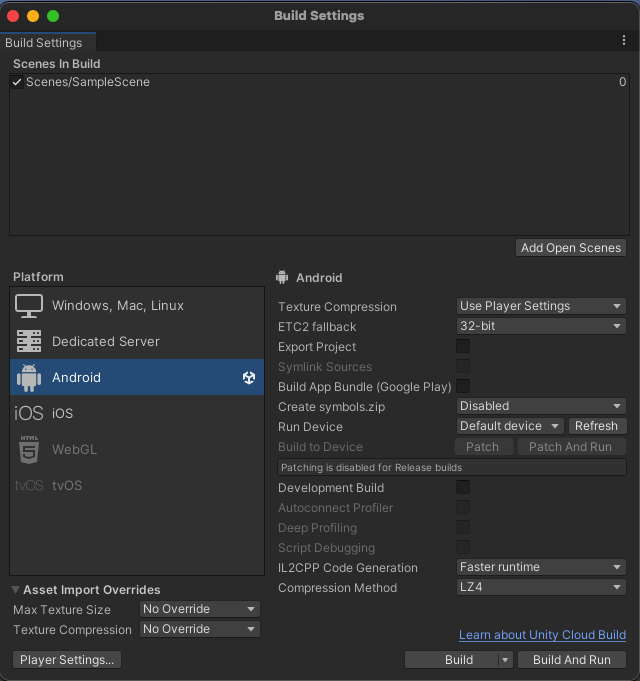 Build Settings
Build Settings
Scenes In Build
Scenes/SampleScene 0
Add Open Scenes
Platform
Windows, Mac, Linux
Dedicated Server
Android
iOS iOS
HTML 5 WebGL
tvOS tvOS
Android
Texture Compression Use Player Settings
ETC2 fallback 32-bit
Export Project
Symlink Sources
Build App Bundle (Google Play)
Create symbols.zip Disabled
Run Device Default device Refresh
Build to Device Patch Patch And Run
Patching is disabled for Release builds
Development Build
Autoconnect Profiler
Deep Profiling
Script Debugging
IL2CPP Code Generation Faster runtime
Compression Method LZ4
Asset Import Overrides
Max Texture Size No Override
Texture Compression No Override
Learn about Unity Cloud Build
Player Settings... Build Build And Run